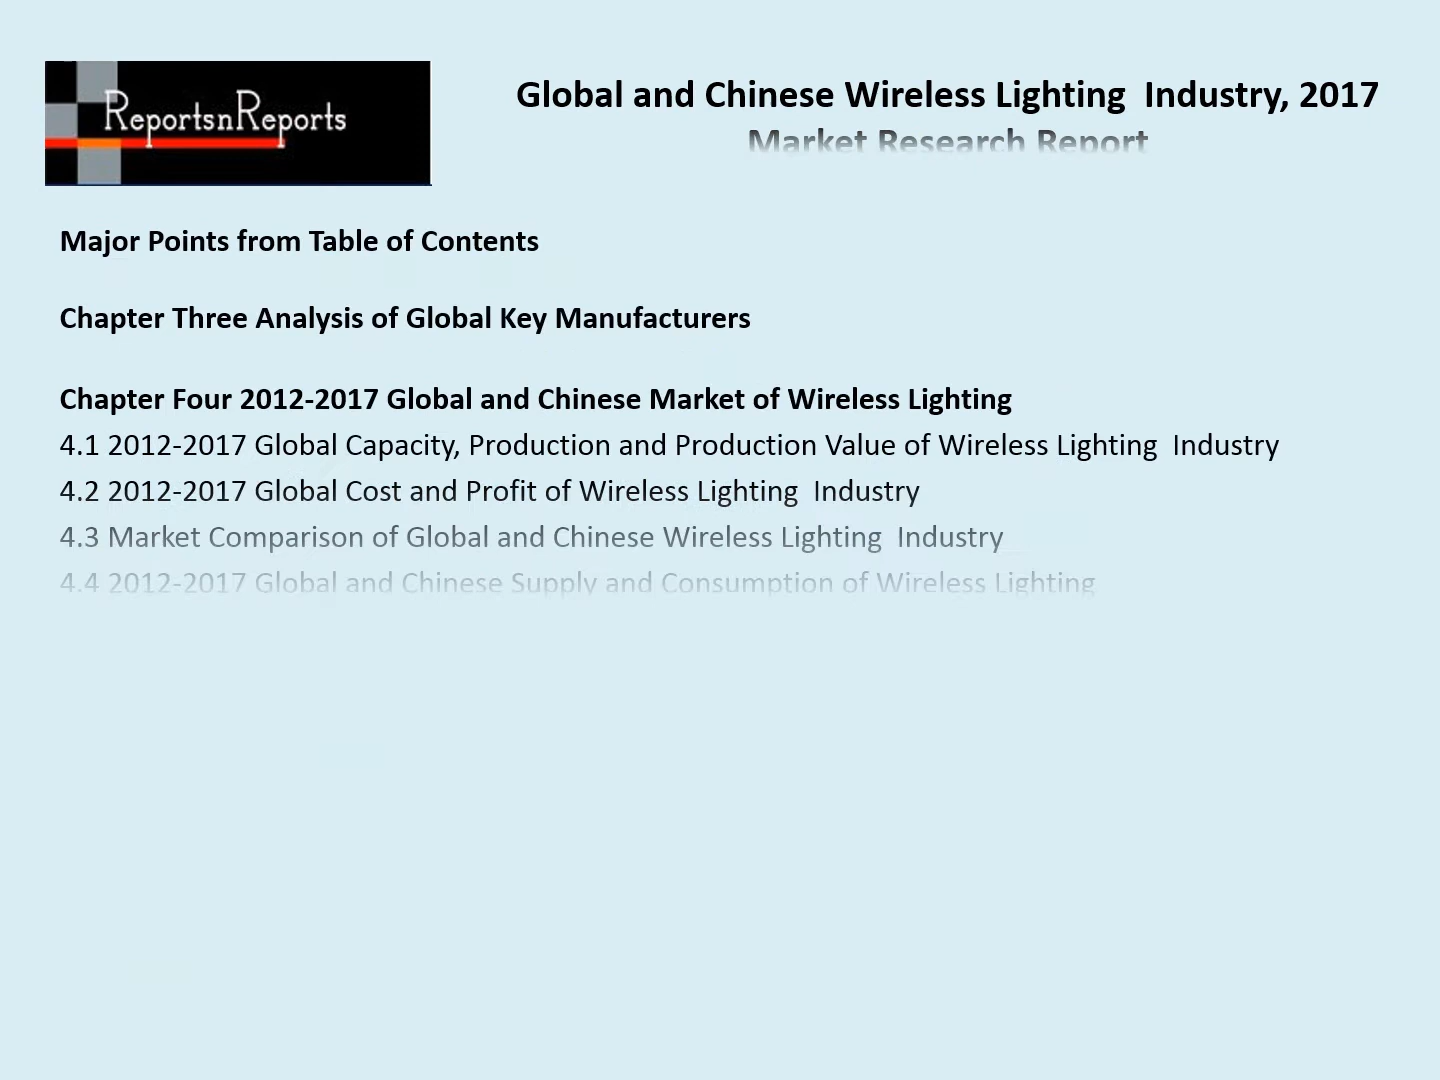 ReportsnReports
Global and Chinese Wireless Lighting  Industry, 2017
Market Research Report
Major Points from Table of Contents
Chapter Three Analysis of Global Key Manufacturers
Chapter Four 2012-2017 Global and Chinese Market of Wireless Lighting
4.1 2012-2017 Global Capacity, Production and Production Value of Wireless Lighting  Industry
4.2 2012-2017 Global Cost and Profit of Wireless Lighting  Industry
4.3 Market Comparison of Global and Chinese Wireless Lighting  Industry
4.4 2012-2017 Global and Chinese Supply and Consumption of Wireless Lighting